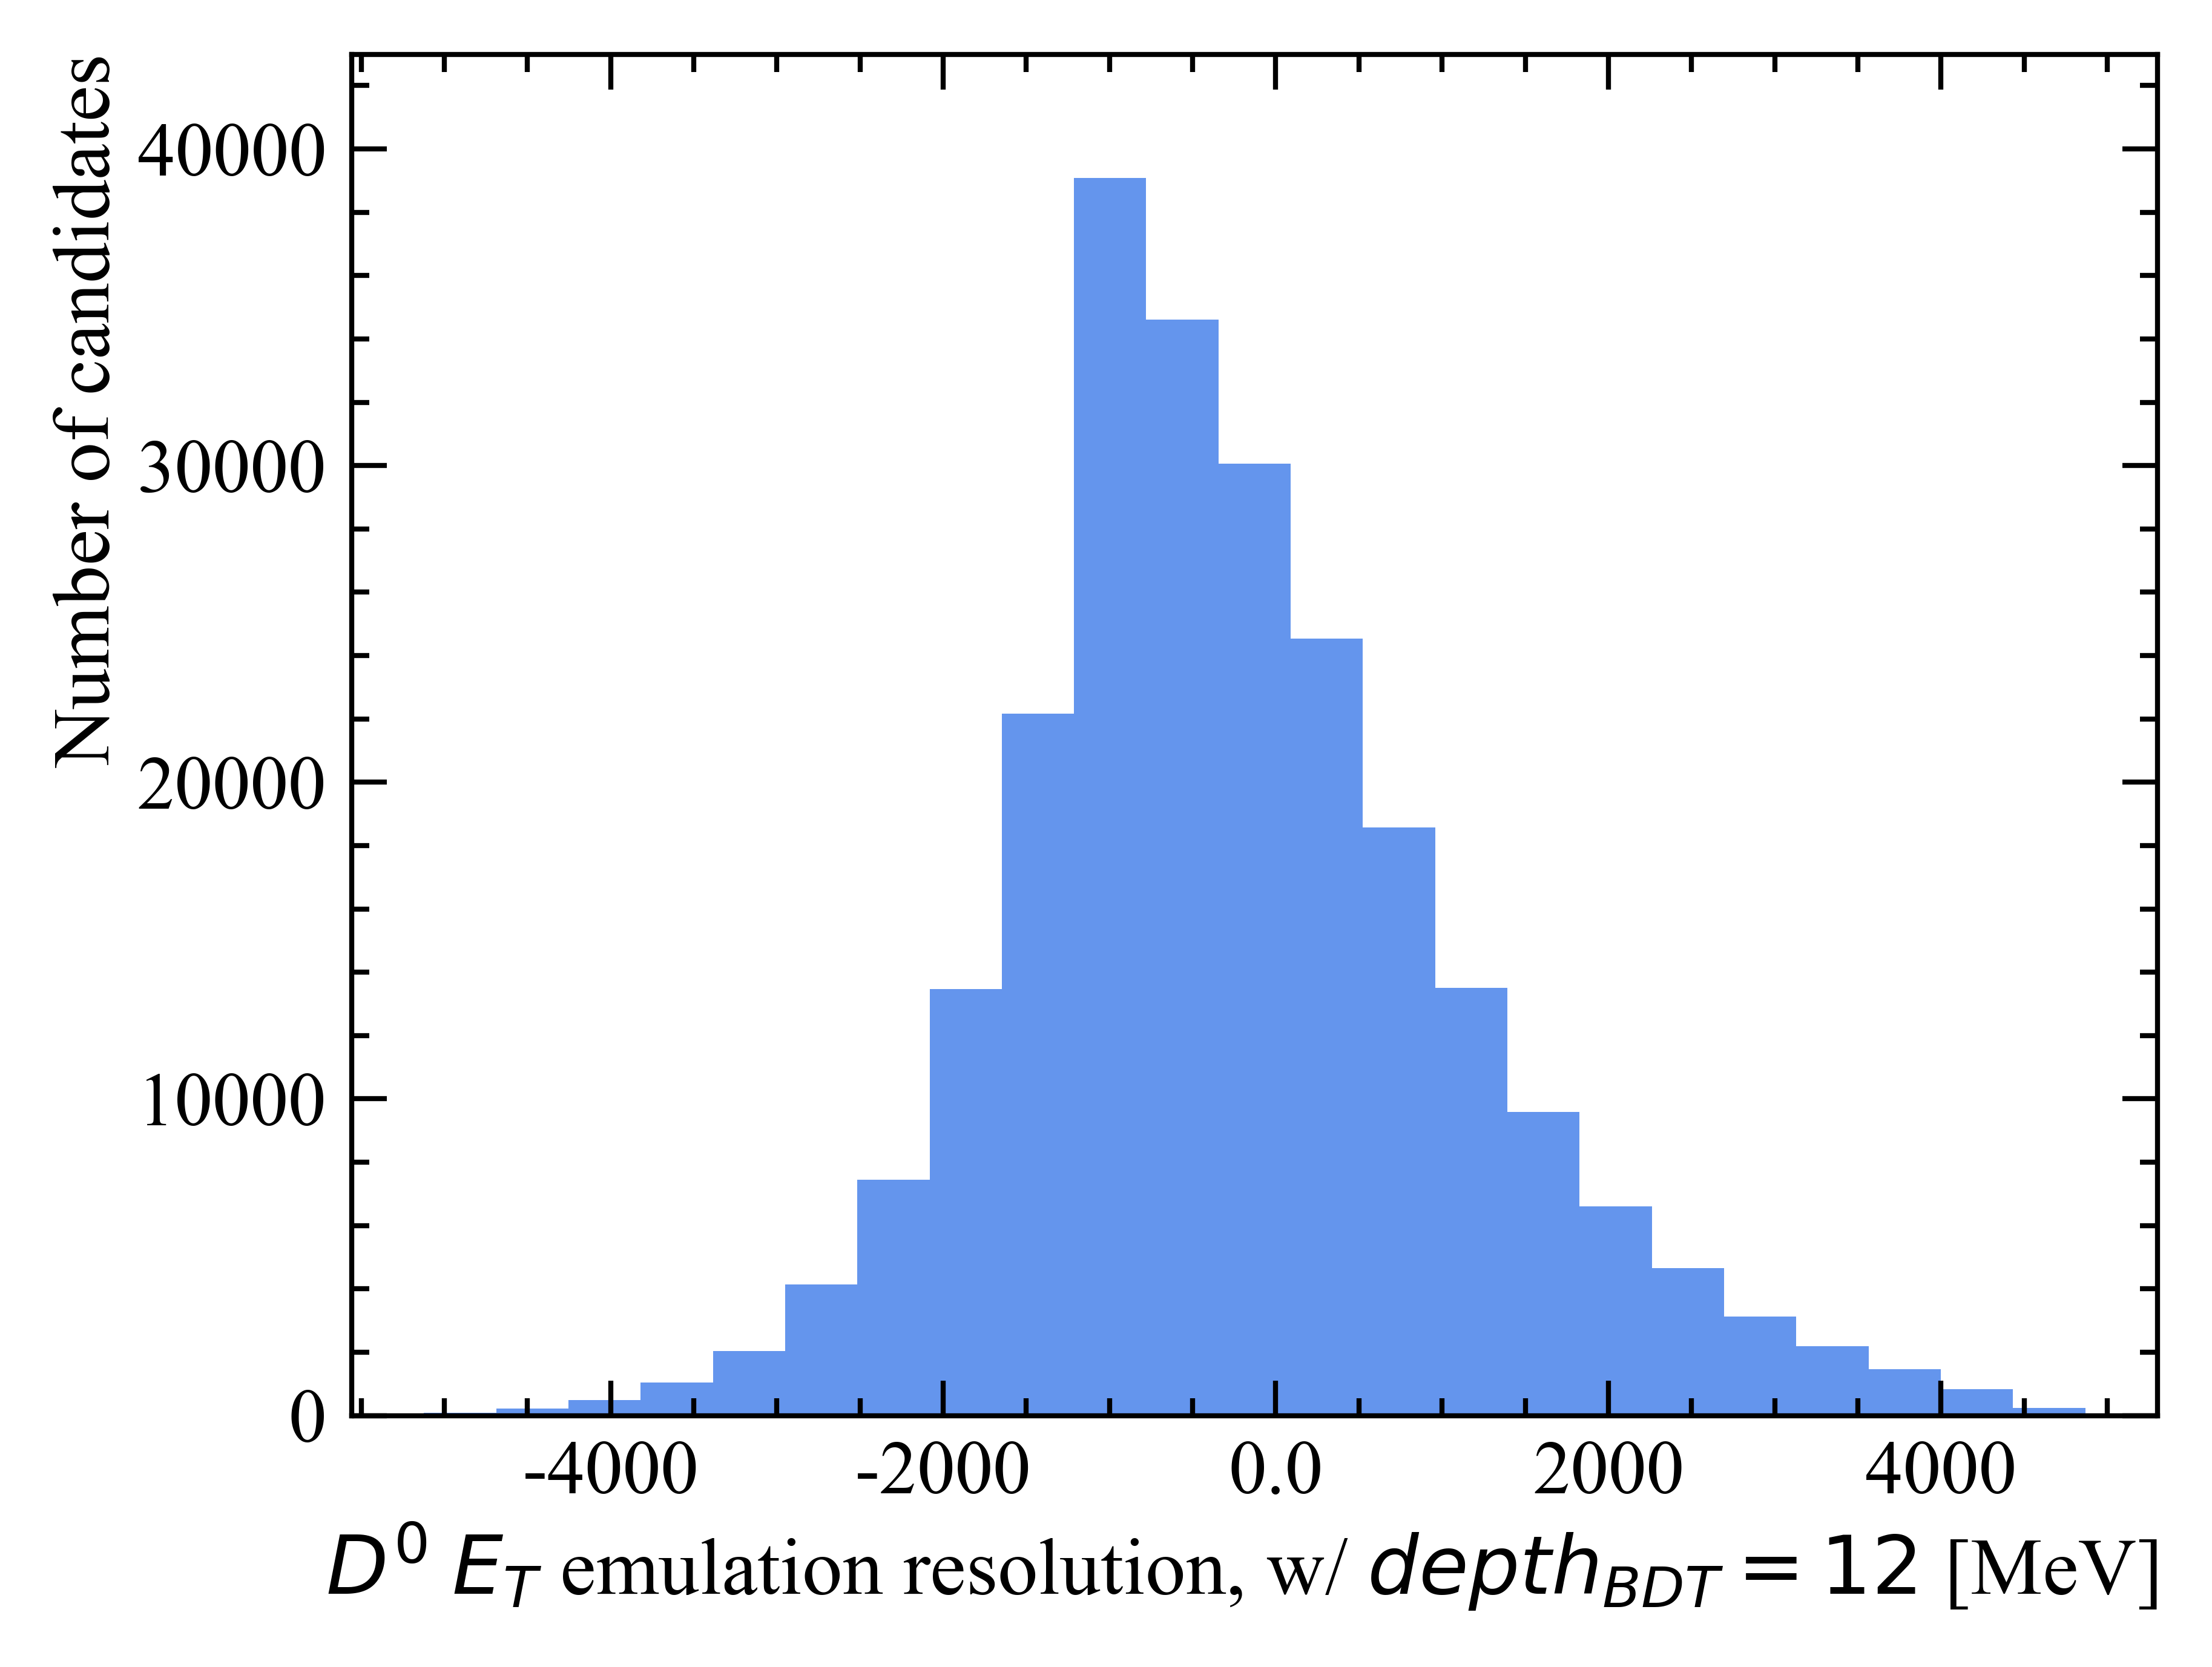 Number of candidates
40000
30000
20000
10000
0
-4000 -2000 0.0 2000 4000
D⁰ E_T emulation resolution, w/ depth_BDT = 12 [MeV]